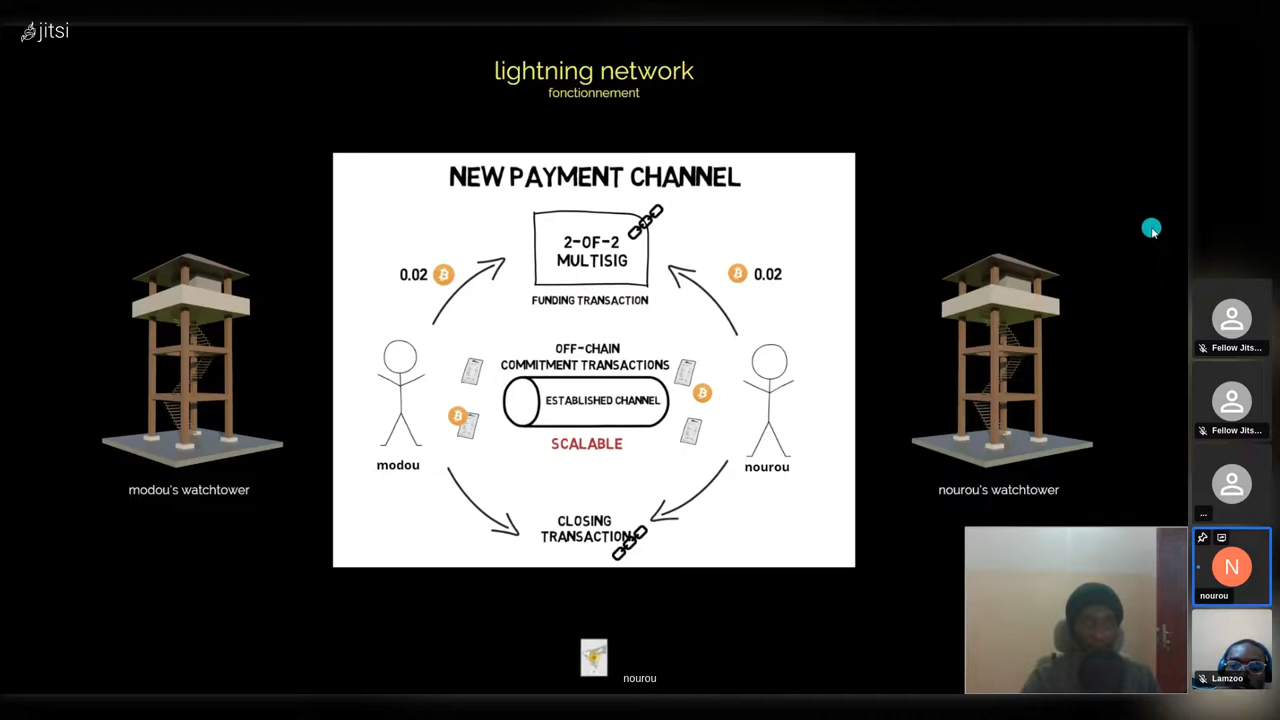 jitsi
lightning network
fonctionnement
NEW PAYMENT CHANNEL
2-OF-2
MULTISIG
0.02
0.02
FUNDING TRANSACTION
OFF-CHAIN
COMMITMENT TRANSACTIONS
ESTABLISHED CHANNEL
SCALABLE
modou
nourou
modou's watchtower
nourou's watchtower
CLOSING
TRANSACTION
nourou
Fellow Jits...
Fellow Jits...
...
N
nourou
Lamzoo